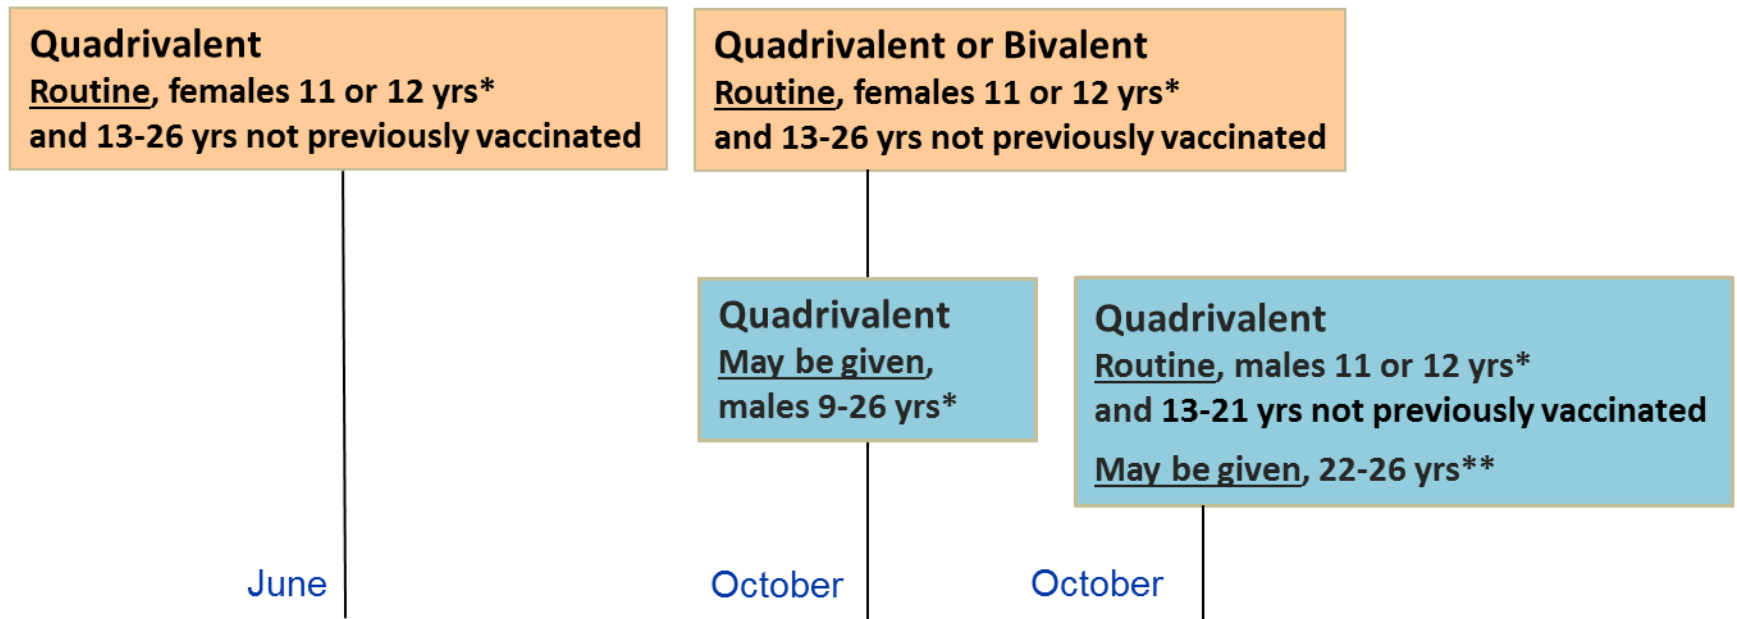 Quadrivalent
Routine, females 11 or 12 yrs*
and 13-26 yrs not previously vaccinated
Quadrivalent or Bivalent
Routine, females 11 or 12 yrs*
and 13-26 yrs not previously vaccinated
Quadrivalent
May be given,
males 9-26 yrs*
Quadrivalent
Routine, males 11 or 12 yrs*
and 13-21 yrs not previously vaccinated
May be given, 22-26 yrs**
June
October
October